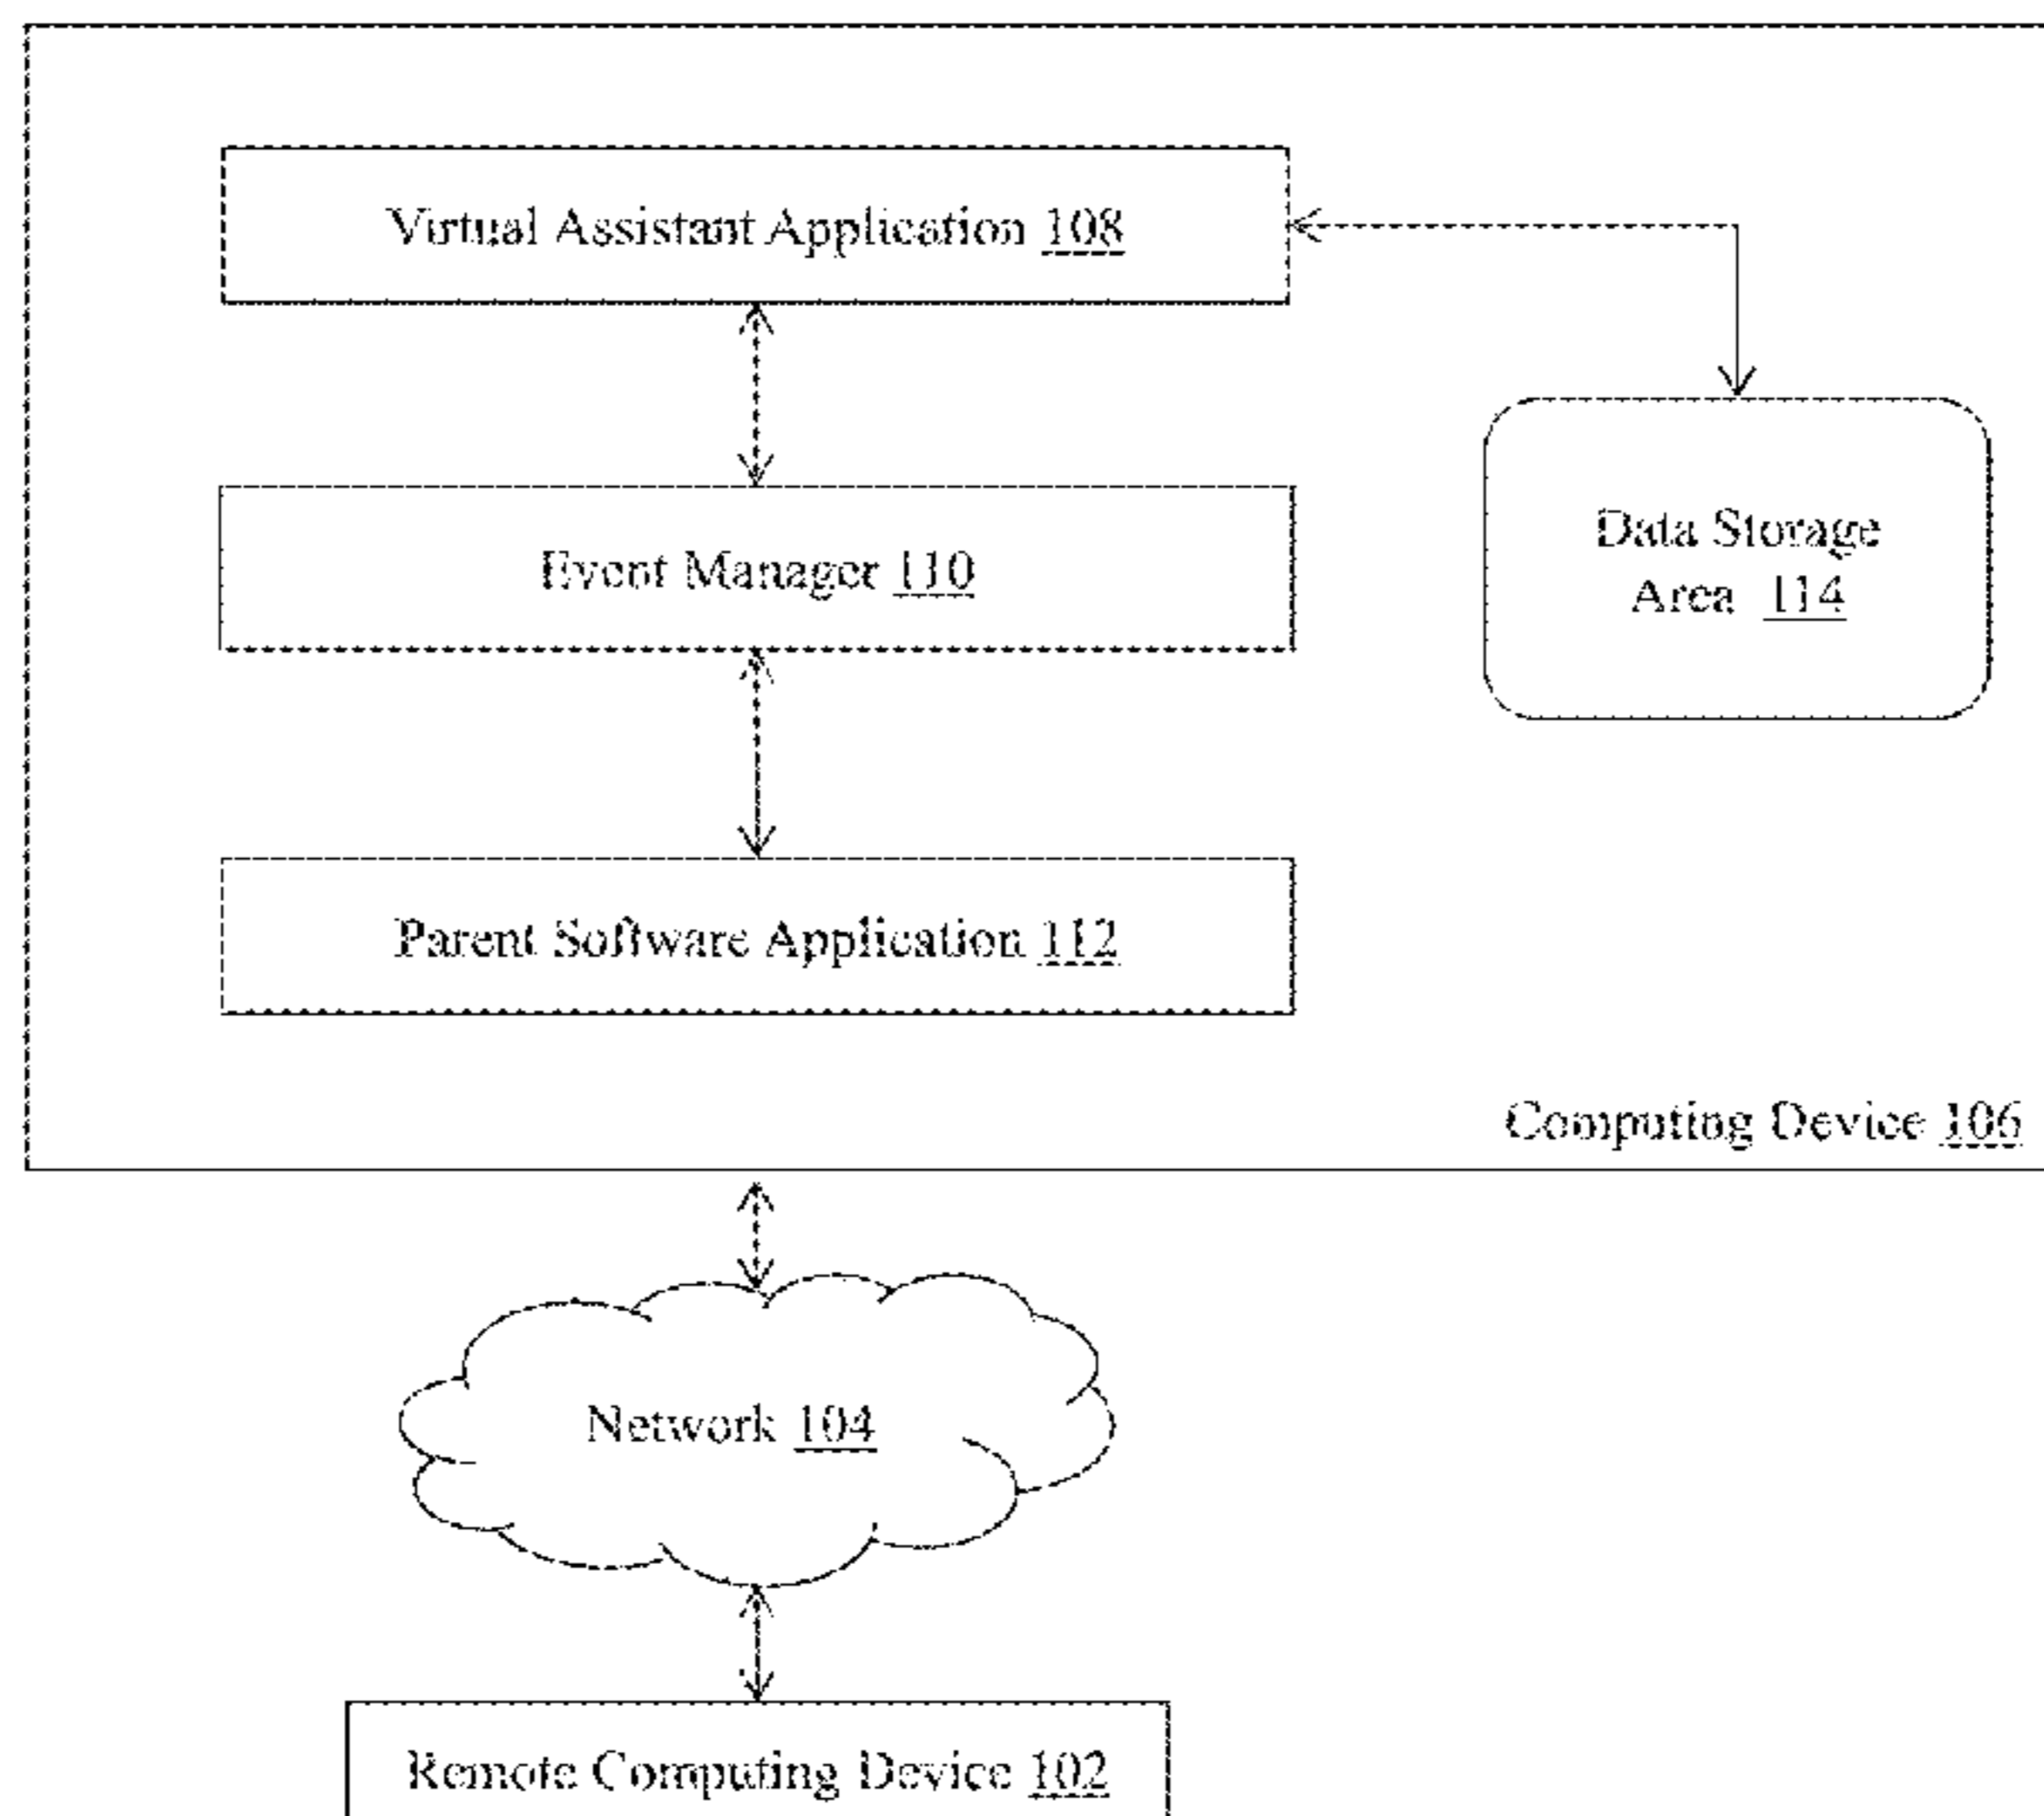 Virtual Assistant Application 108
Event Manager 110
Data Storage
Area 114
Parent Software Application 112
Computing Device 106
Network 104
Remote Computing Device 102